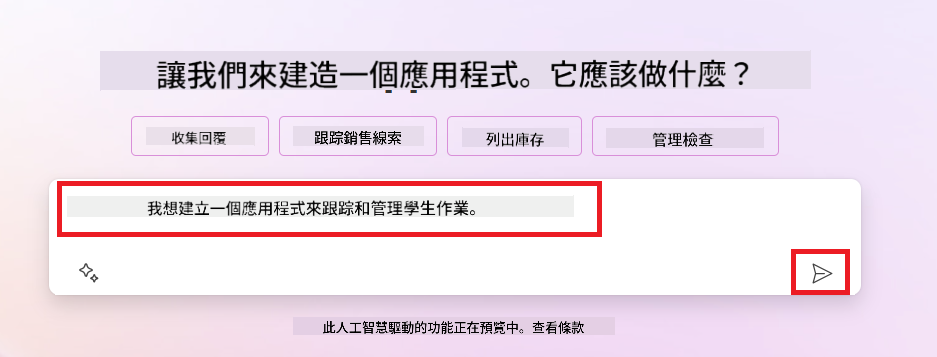 讓我們來建造一個應用程式。它應該做什麼？
收集回覆
跟踪銷售線索
列出庫存
管理檢查
我想建立一個應用程式來跟踪和管理學生作業。
此人工智慧驅動的功能正在預覽中。查看條款